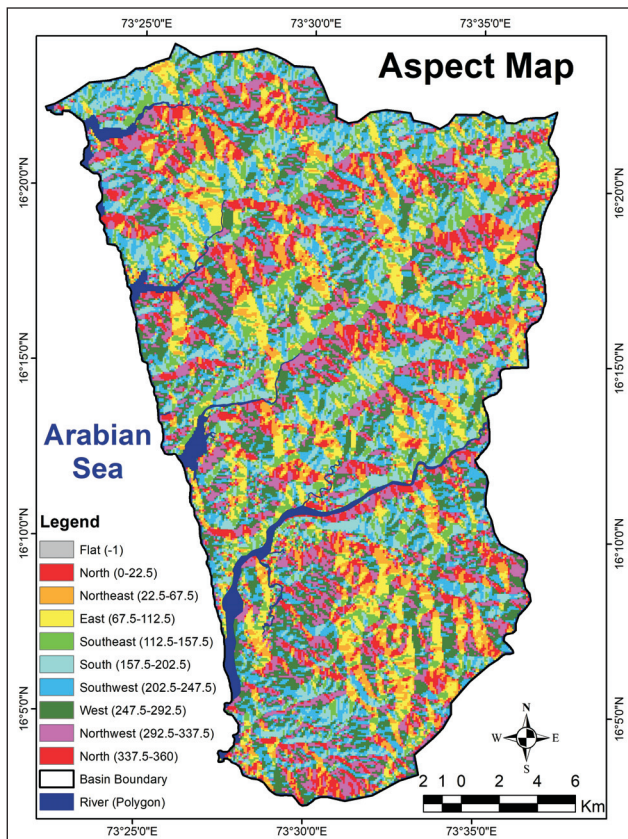 73°25'0"E 73°30'0"E 73°35'0"E
Aspect Map
16°20'0"N 16°20'0"N
16°15'0"N 16°15'0"N
Arabian
Sea
16°10'0"N 16°10'0"N
Legend
Flat (-1)
North (0-22.5)
Northeast (22.5-67.5)
East (67.5-112.5)
Southeast (112.5-157.5)
South (157.5-202.5)
Southwest (202.5-247.5)
West (247.5-292.5)
Northwest (292.5-337.5)
North (337.5-360)
Basin Boundary
River (Polygon)
16°5'0"N 16°5'0"N
N
W E
S
2 1 0 2 4 6
Km
73°25'0"E 73°30'0"E 73°35'0"E